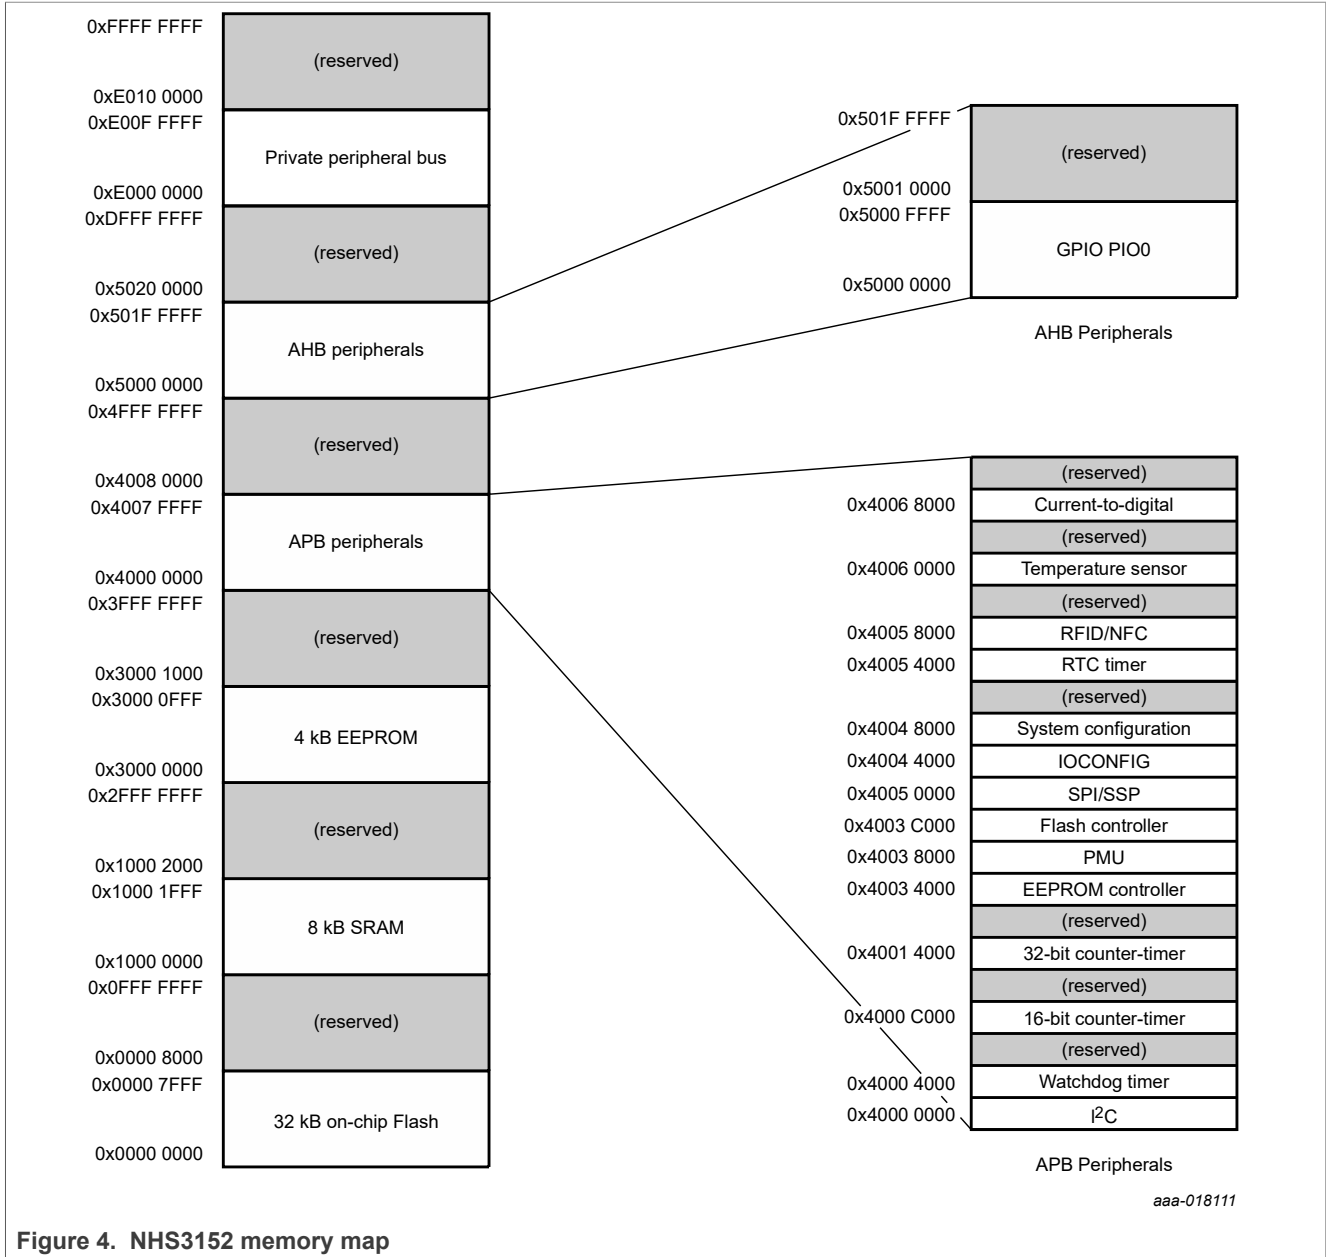 0xFFFF FFFF
(reserved)
0xE010 0000
0xE00F FFFF
Private peripheral bus
0xE000 0000
0xDFFF FFFF
(reserved)
0x5020 0000
0x501F FFFF
AHB peripherals
0x5000 0000
0x4FFF FFFF
(reserved)
0x4008 0000
0x4007 FFFF
APB peripherals
0x4000 0000
0x3FFF FFFF
(reserved)
0x3000 1000
0x3000 0FFF
4 kB EEPROM
0x3000 0000
0x2FFF FFFF
(reserved)
0x1000 2000
0x1000 1FFF
8 kB SRAM
0x1000 0000
0x0FFF FFFF
(reserved)
0x0000 8000
0x0000 7FFF
32 kB on-chip Flash
0x0000 0000
0x501F FFFF
(reserved)
0x5001 0000
0x5000 FFFF
GPIO PIO0
0x5000 0000
AHB Peripherals
(reserved)
0x4006 8000 Current-to-digital
(reserved)
0x4006 0000 Temperature sensor
(reserved)
0x4005 8000 RFID/NFC
0x4005 4000 RTC timer
(reserved)
0x4004 8000 System configuration
0x4004 4000 IOCONFIG
0x4005 0000 SPI/SSP
0x4003 C000 Flash controller
0x4003 8000 PMU
0x4003 4000 EEPROM controller
(reserved)
0x4001 4000 32-bit counter-timer
(reserved)
0x4000 C000 16-bit counter-timer
(reserved)
0x4000 4000 Watchdog timer
0x4000 0000 I²C
APB Peripherals
aaa-018111
Figure 4. NHS3152 memory map